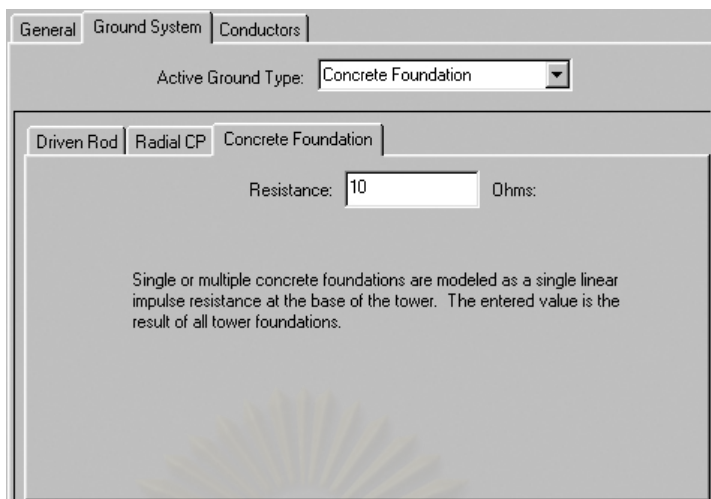 General Ground System Conductors
Active Ground Type: Concrete Foundation
Driven Rod Radial CP Concrete Foundation
Resistance: 10 Ohms:
Single or multiple concrete foundations are modeled as a single linear
impulse resistance at the base of the tower. The entered value is the
result of all tower foundations.